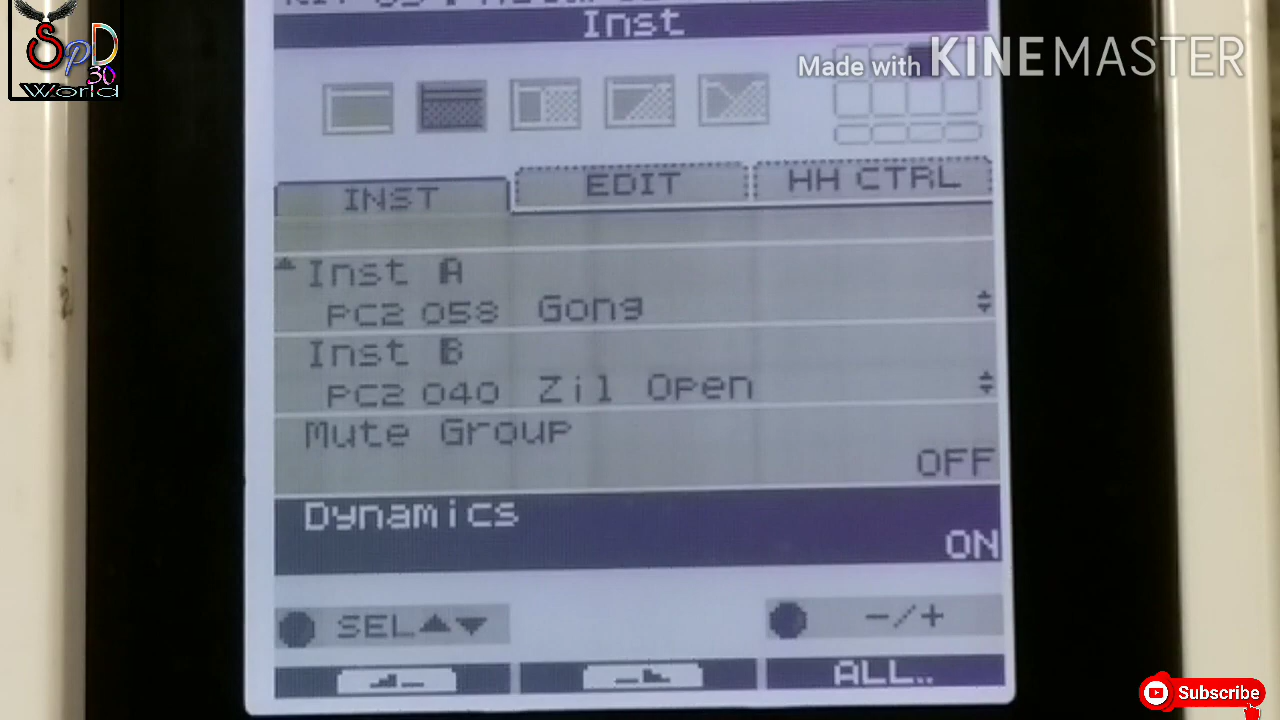 Inst
Made with KINEMASTER
SpD
30
World
INST
EDIT
HH CTRL
Inst A
PC2 058 Gong
Inst B
PC2 040 Zil Open
Mute Group
OFF
Dynamics
ON
SEL▲▼
−/+
ALL..
Subscribe